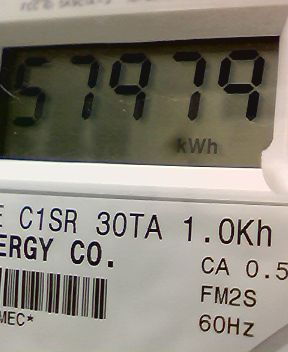 57979
kWh
E C1SR 30TA 1.0Kh
ERGY CO.
CA 0.5
FM2S
MEC*
60Hz